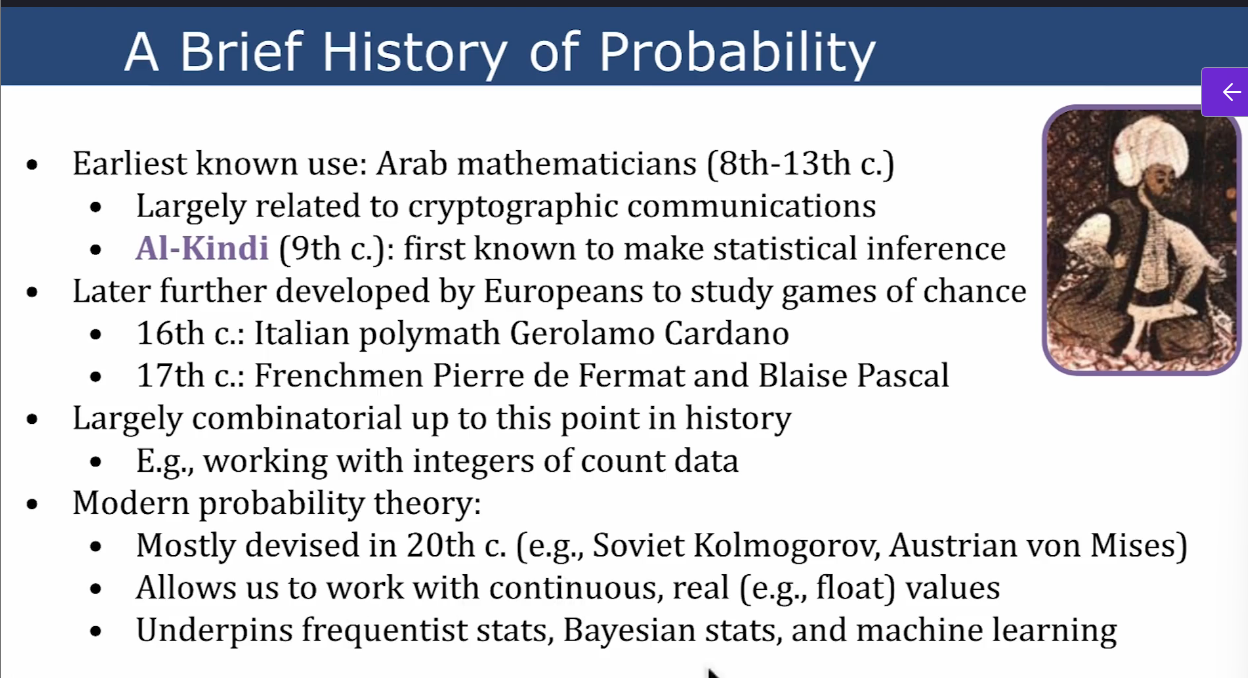 A Brief History of Probability
• Earliest known use: Arab mathematicians (8th-13th c.)
• Largely related to cryptographic communications
• Al-Kindi (9th c.): first known to make statistical inference
• Later further developed by Europeans to study games of chance
• 16th c.: Italian polymath Gerolamo Cardano
• 17th c.: Frenchmen Pierre de Fermat and Blaise Pascal
• Largely combinatorial up to this point in history
• E.g., working with integers of count data
• Modern probability theory:
• Mostly devised in 20th c. (e.g., Soviet Kolmogorov, Austrian von Mises)
• Allows us to work with continuous, real (e.g., float) values
• Underpins frequentist stats, Bayesian stats, and machine learning